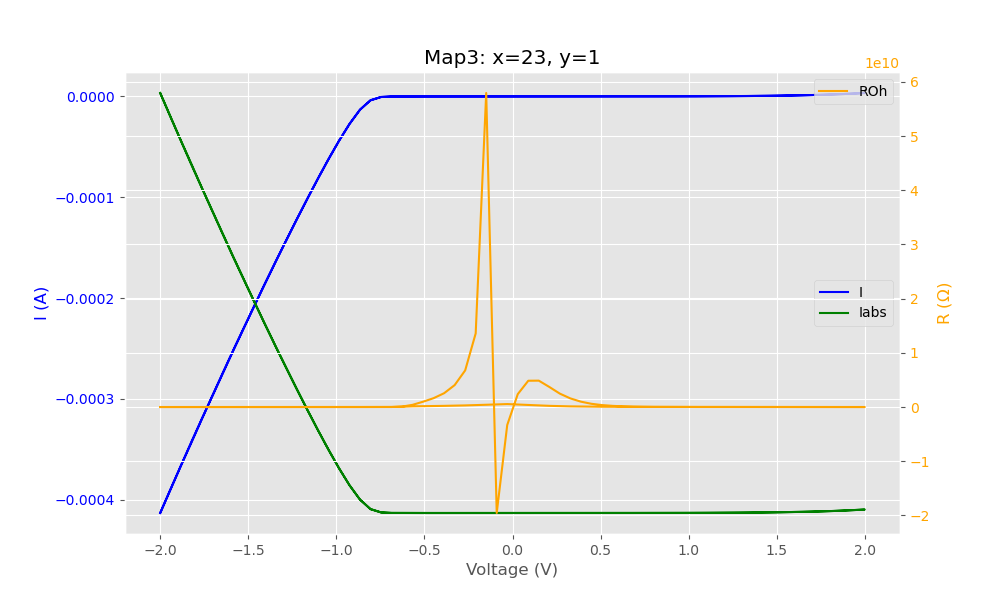 Map3: x=23, y=1
1e10
ROh
I
Iabs
I (A)
0.0000
−0.0001
−0.0002
−0.0003
−0.0004
R (Ω)
6
5
4
3
2
1
0
−1
−2
−2.0 −1.5 −1.0 −0.5 0.0 0.5 1.0 1.5 2.0
Voltage (V)